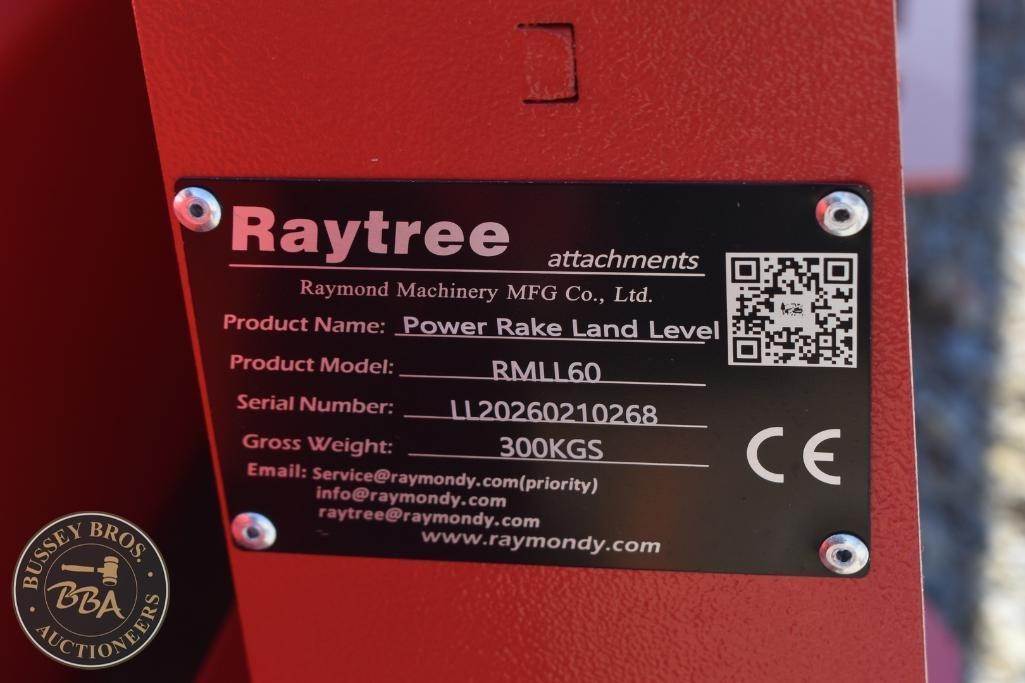 Raytree
attachments
Raymond Machinery MFG Co., Ltd.
Product Name: Power Rake Land Level
Product Model: RMLL60
Serial Number: LL20260210268
Gross Weight: 300KGS
Email: Service@raymondy.com(priority)
info@raymondy.com
raytree@raymondy.com
www.raymondy.com
CE
BUSSEY BROS.
BBA
AUCTIONEERS